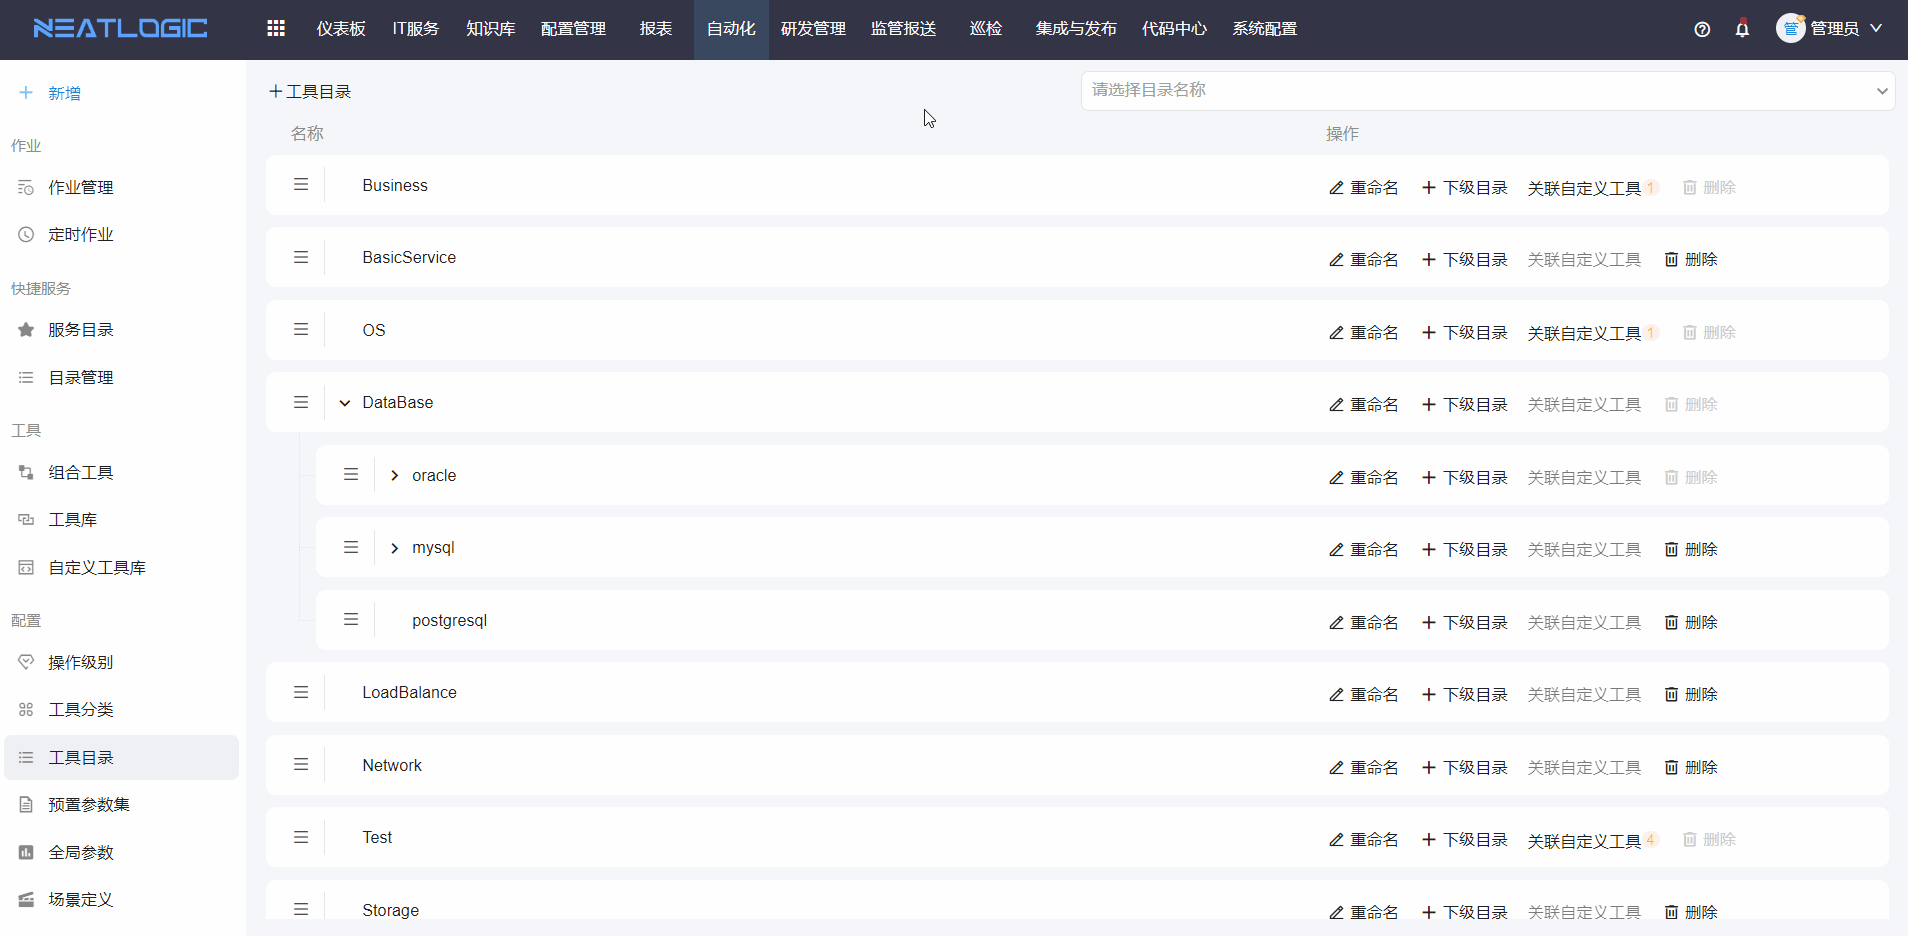 NEATLOGIC 仪表板 IT服务 知识库 配置管理 报表 自动化 研发管理 监管报送 巡检 集成与发布 代码中心 系统配置 管 管理员
新增
作业
作业管理
定时作业
快捷服务
服务目录
目录管理
工具
组合工具
工具库
自定义工具库
配置
操作级别
工具分类
工具目录
预置参数集
全局参数
场景定义
工具目录 请选择目录名称
名称 操作
Business 重命名 下级目录 关联自定义工具 1 删除
BasicService 重命名 下级目录 关联自定义工具 删除
OS 重命名 下级目录 关联自定义工具 1 删除
DataBase 重命名 下级目录 关联自定义工具 删除
oracle 重命名 下级目录 关联自定义工具 删除
mysql 重命名 下级目录 关联自定义工具 删除
postgresql 重命名 下级目录 关联自定义工具 删除
LoadBalance 重命名 下级目录 关联自定义工具 删除
Network 重命名 下级目录 关联自定义工具 删除
Test 重命名 下级目录 关联自定义工具 4 删除
Storage 重命名 下级目录 关联自定义工具 删除